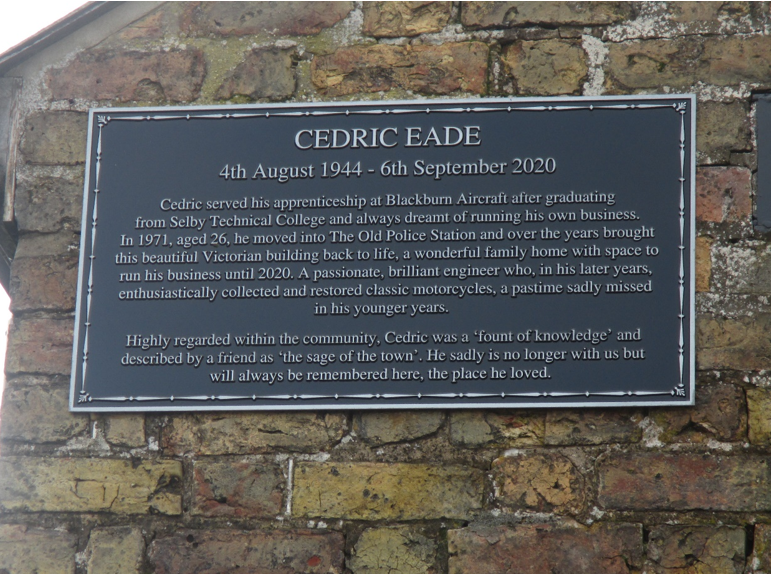 CEDRIC EADE
4th August 1944 - 6th September 2020
Cedric served his apprenticeship at Blackburn Aircraft after graduating
from Selby Technical College and always dreamt of running his own business.
In 1971, aged 26, he moved into The Old Police Station and over the years brought
this beautiful Victorian building back to life, a wonderful family home with space to
run his business until 2020. A passionate, brilliant engineer who, in his later years,
enthusiastically collected and restored classic motorcycles, a pastime sadly missed
in his younger years.
Highly regarded within the community, Cedric was a ‘fount of knowledge’ and
described by a friend as ‘the sage of the town’. He sadly is no longer with us but
will always be remembered here, the place he loved.